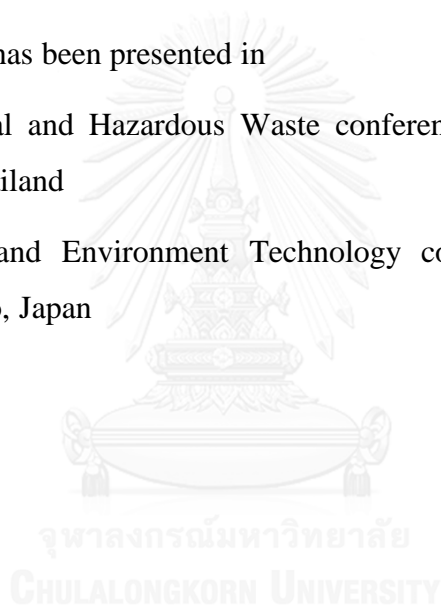 has been presented in
al and Hazardous Waste conferen
iland
and Environment Technology co
, Japan
จุฬาลงกรณ์มหาวิทยาลัย
CHULALONGKORN UNIVERSITY